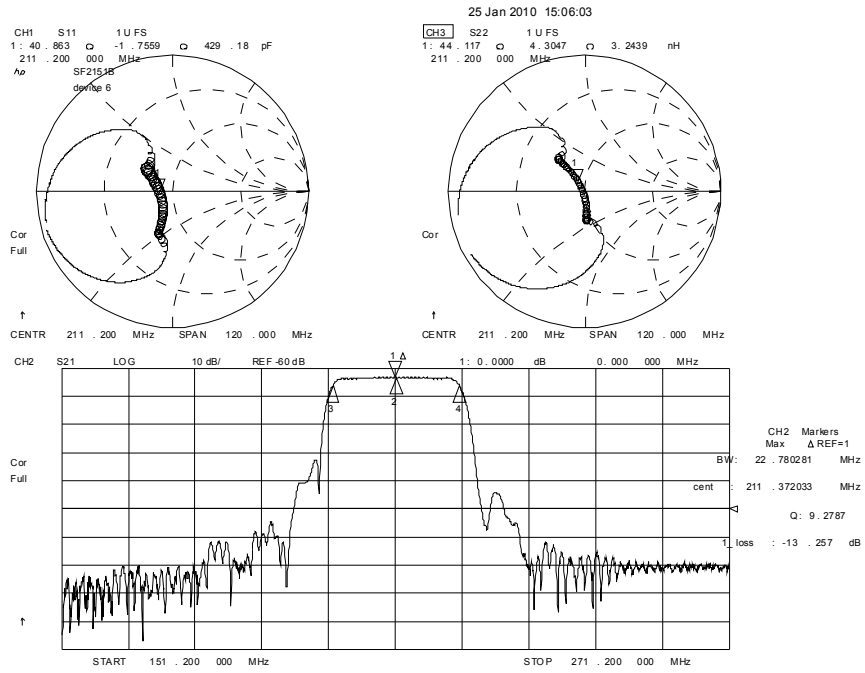 25 Jan 2010 15:06:03
CH1 S11 1 U FS
1: 40 . 863 Ω -1 . 7559 Ω 429 . 18 pF
211 . 200 000 MHz
hp
SF2151B
device 6
Cor
Full
↑
CENTR 211 . 200 MHz SPAN 120 . 000 MHz
CH3 S22 1 U FS
1: 44 . 117 Ω 4 . 3047 Ω 3 . 2439 nH
211 . 200 000 MHz
1
Cor
↑
CENTR 211 . 200 MHz SPAN 120 . 000 MHz
CH2 S21 LOG 10 dB/ REF -60 dB 1: 0 . 0000 dB 0 . 000 000 MHz
1 Δ
3 2 4
Cor
Full
↑
START 151 . 200 000 MHz STOP 271 . 200 000 MHz
CH2 Markers
Max Δ REF=1
BW: 22 . 780281 MHz
cent : 211 . 372033 MHz
Q: 9 . 2787
1_loss : -13 . 257 dB